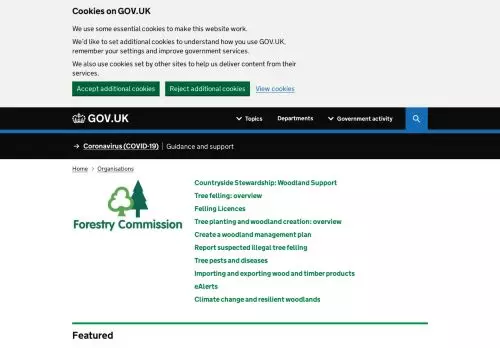 Cookies on GOV.UK
We use some essential cookies to make this website work.
We'd like to set additional cookies to understand how you use GOV.UK,
remember your settings and improve government services.
We also use cookies set by other sites to help us deliver content from their
services.
Accept additional cookies Reject additional cookies View cookies
GOV.UK Topics Departments Government activity
→ Coronavirus (COVID-19) | Guidance and support
Home > Organisations
Forestry Commission
Countryside Stewardship: Woodland Support
Tree felling: overview
Felling Licences
Tree planting and woodland creation: overview
Create a woodland management plan
Report suspected illegal tree felling
Tree pests and diseases
Importing and exporting wood and timber products
eAlerts
Climate change and resilient woodlands
Featured